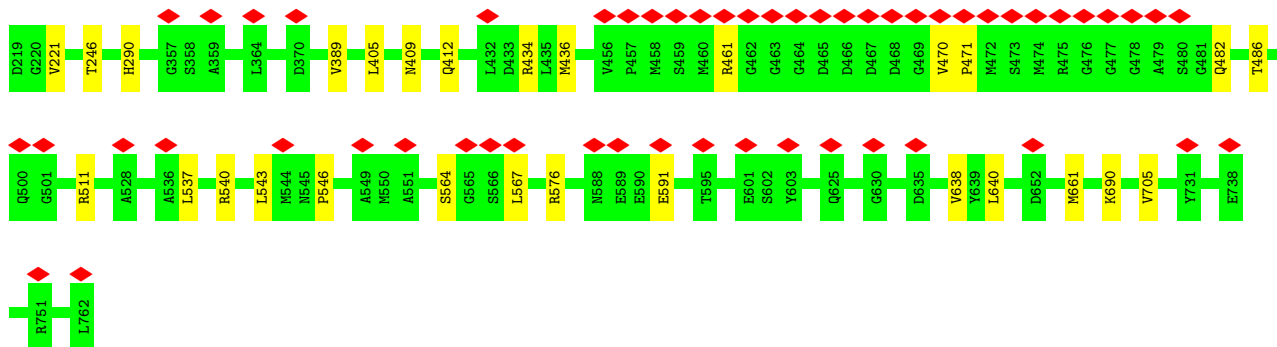 D219 G220 V221 T246 H290 G357 S358 A359 L364 D370 V389 L405 N409 Q412 L432 D433 R434 L435 M436 V456 P457 M458 S459 M460 R461 G462 G463 G464 D465 D466 D467 D468 G469 V470 P471 M472 S473 M474 R475 G476 G477 G478 A479 S480 G481 Q482 T486
Q500 G501 R511 A528 A536 L537 R540 L543 M544 N545 P546 A549 M550 A551 S564 G565 S566 L567 R576 N588 E589 E590 E591 T595 E601 S602 Y603 Q625 G630 D635 V638 Y639 L640 D652 M661 K690 V705 Y731 E738
R751 L762